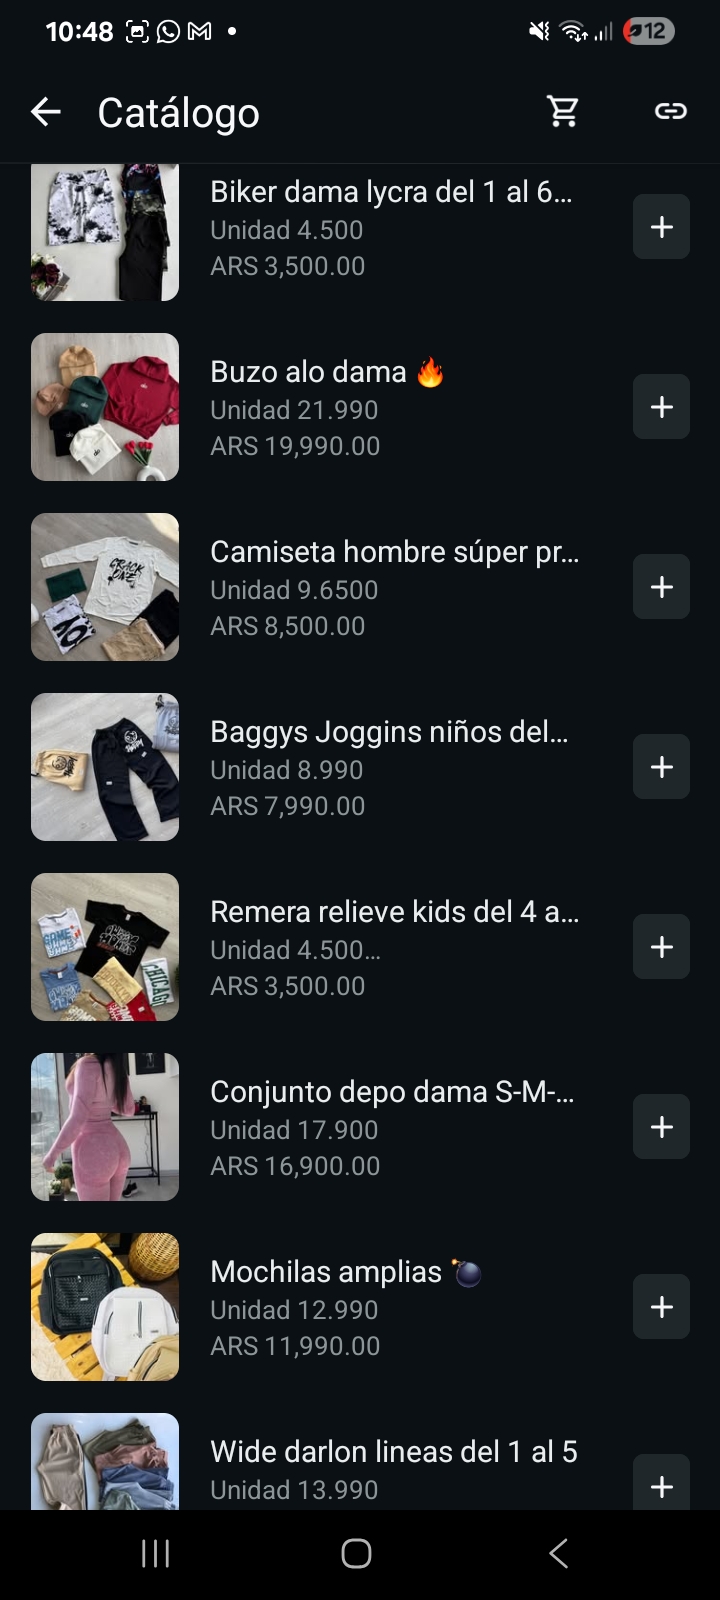 10:48
12
Catálogo
Biker dama lycra del 1 al 6...
Unidad 4.500
ARS 3,500.00
Buzo alo dama 🔥
Unidad 21.990
ARS 19,990.00
Camiseta hombre súper pr...
Unidad 9.6500
ARS 8,500.00
Baggys Joggins niños del...
Unidad 8.990
ARS 7,990.00
Remera relieve kids del 4 a...
Unidad 4.500...
ARS 3,500.00
Conjunto depo dama S-M-...
Unidad 17.900
ARS 16,900.00
Mochilas amplias 💣
Unidad 12.990
ARS 11,990.00
Wide darlon lineas del 1 al 5
Unidad 13.990